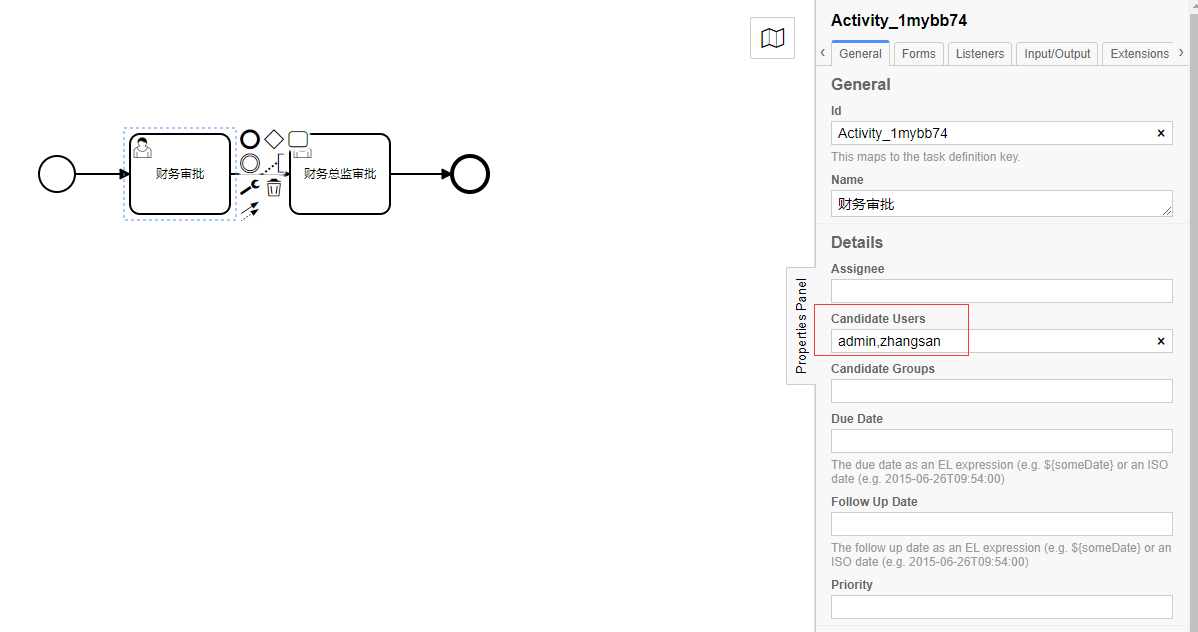 Activity_1mybb74
General
Forms
Listeners
Input/Output
Extensions
General
Id
Activity_1mybb74
This maps to the task definition key.
Name
财务审批
财务审批
财务总监审批
Details
Assignee
Properties Panel
Candidate Users
admin,zhangsan
Candidate Groups
Due Date
The due date as an EL expression (e.g. ${someDate} or an ISO
date (e.g. 2015-06-26T09:54:00)
Follow Up Date
The follow up date as an EL expression (e.g. ${someDate} or an
ISO date (e.g. 2015-06-26T09:54:00)
Priority